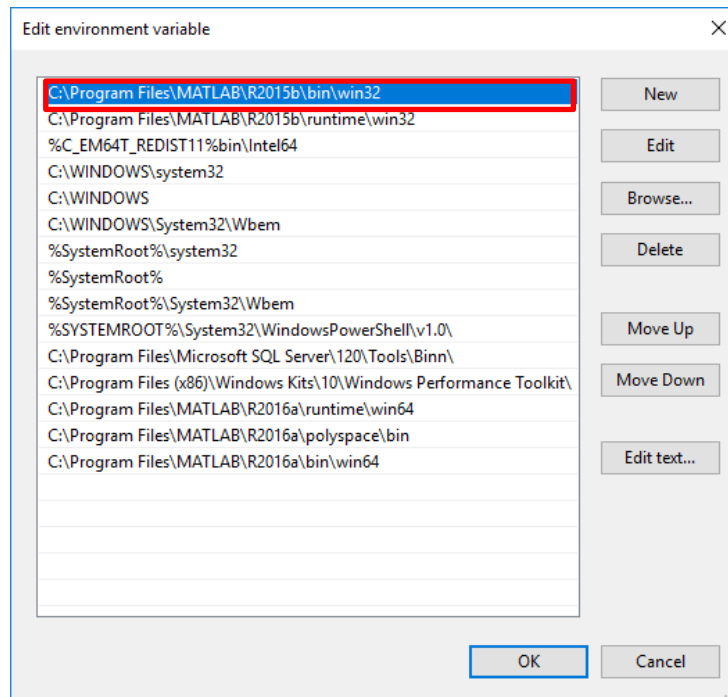 Edit environment variable
C:\Program Files\MATLAB\R2015b\bin\win32
C:\Program Files\MATLAB\R2015b\runtime\win32
%C_EM64T_REDIST11%bin\Intel64
C:\WINDOWS\system32
C:\WINDOWS
C:\WINDOWS\System32\Wbem
%SystemRoot%\system32
%SystemRoot%
%SystemRoot%\System32\Wbem
%SYSTEMROOT%\System32\WindowsPowerShell\v1.0\
C:\Program Files\Microsoft SQL Server\120\Tools\Binn\
C:\Program Files (x86)\Windows Kits\10\Windows Performance Toolkit\
C:\Program Files\MATLAB\R2016a\runtime\win64
C:\Program Files\MATLAB\R2016a\polyspace\bin
C:\Program Files\MATLAB\R2016a\bin\win64
New
Edit
Browse...
Delete
Move Up
Move Down
Edit text...
OK
Cancel